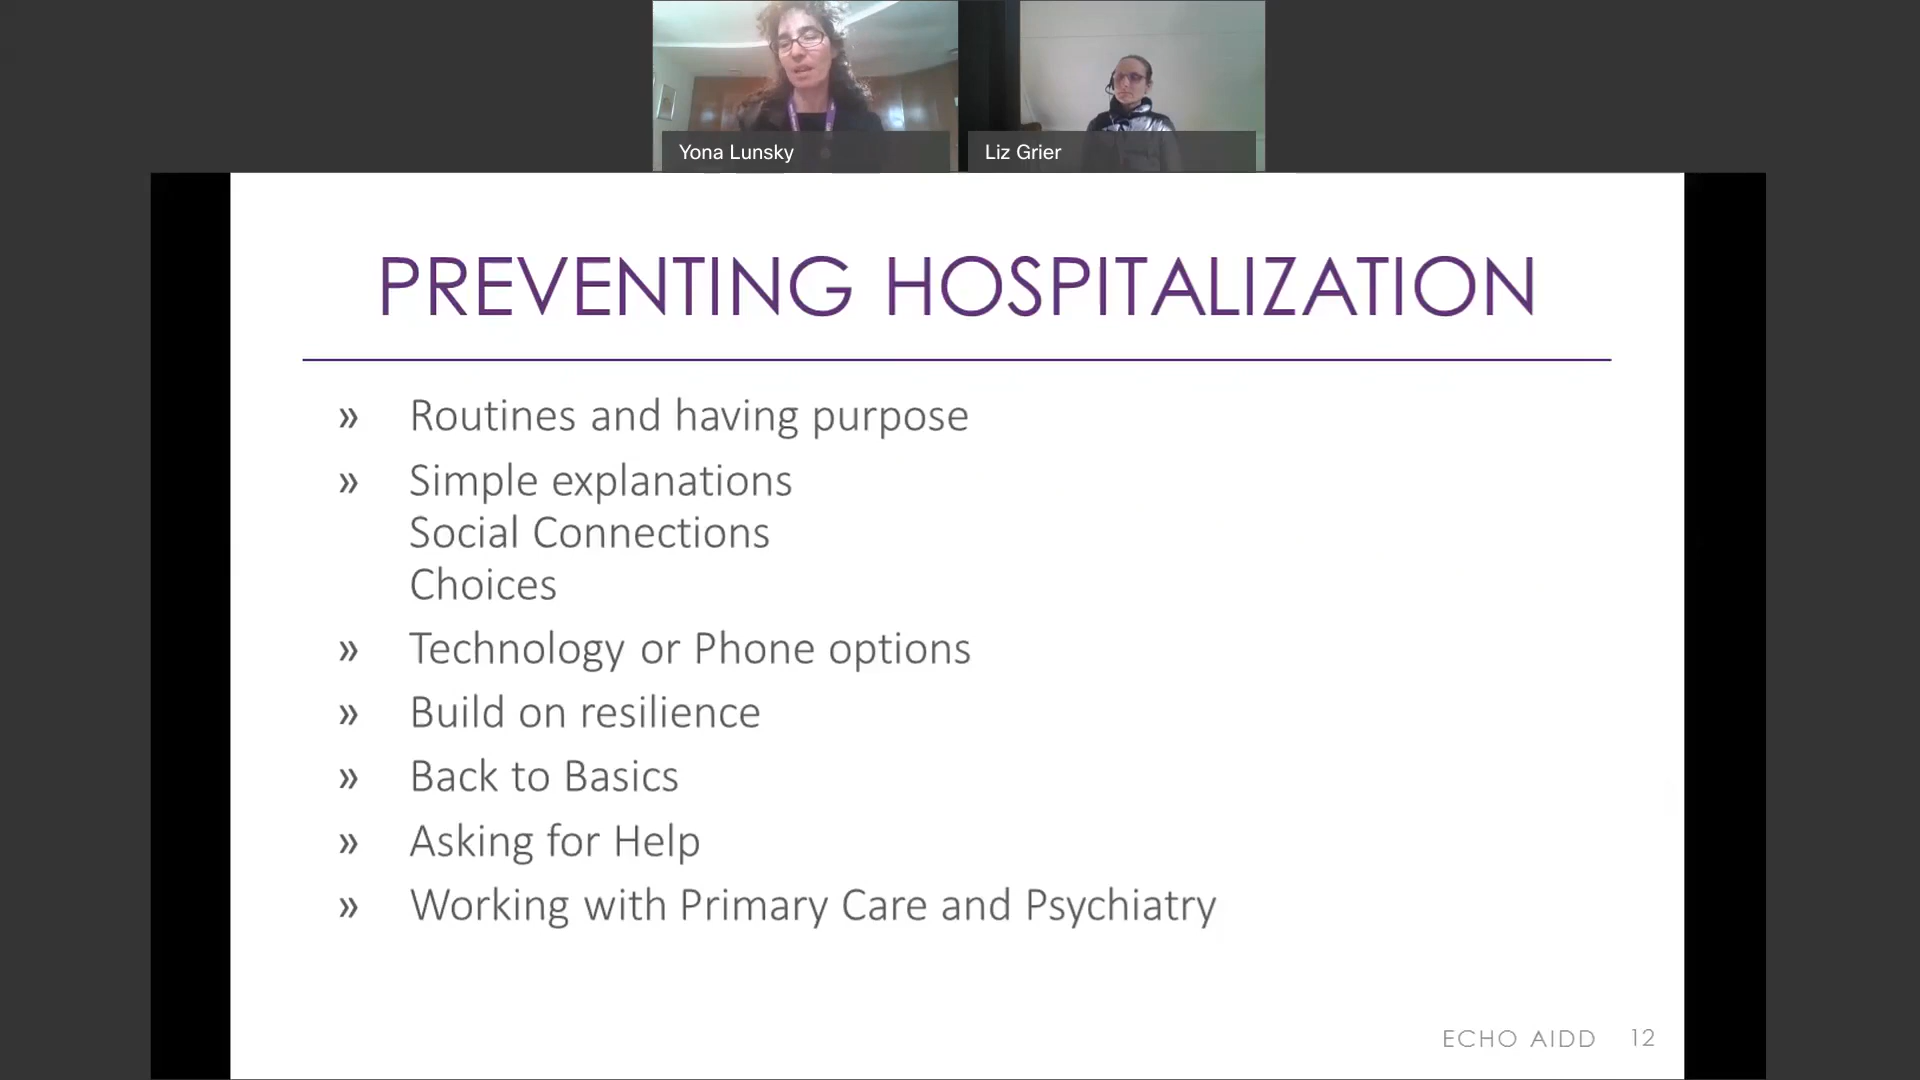 Yona Lunsky
Liz Grier
PREVENTING HOSPITALIZATION
» Routines and having purpose
» Simple explanations
Social Connections
Choices
» Technology or Phone options
» Build on resilience
» Back to Basics
» Asking for Help
» Working with Primary Care and Psychiatry
ECHO AIDD 12